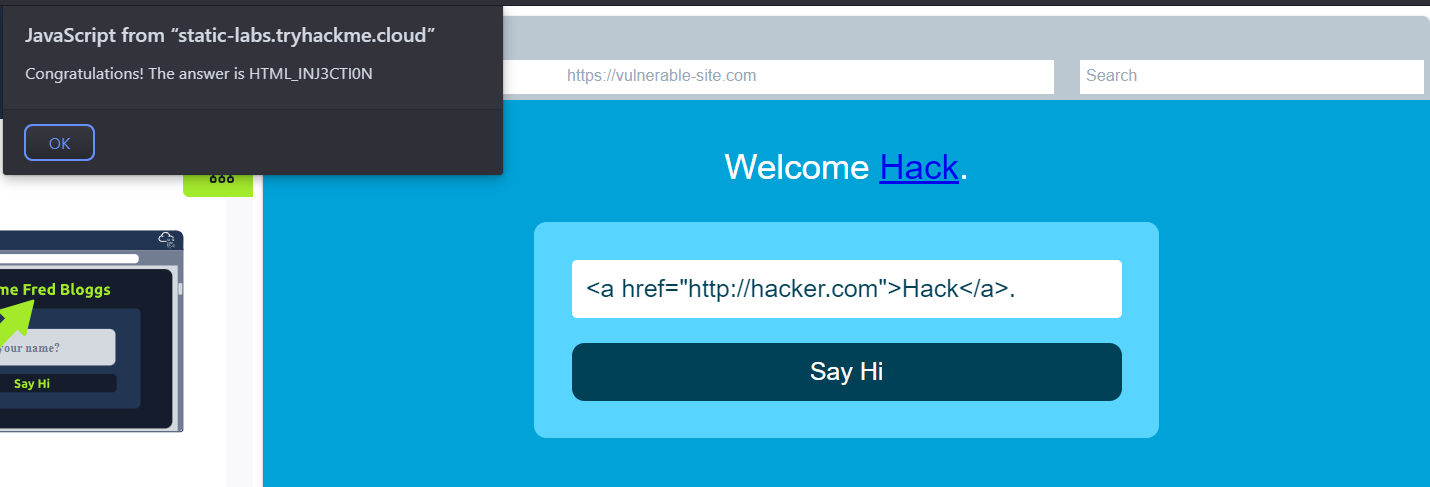 JavaScript from “static-labs.tryhackme.cloud”
Congratulations! The answer is HTML_INJ3CTI0N
OK
https://vulnerable-site.com
Search
Welcome Hack.
<a href="http://hacker.com">Hack</a>.
Say Hi
me Fred Bloggs
your name?
Say Hi